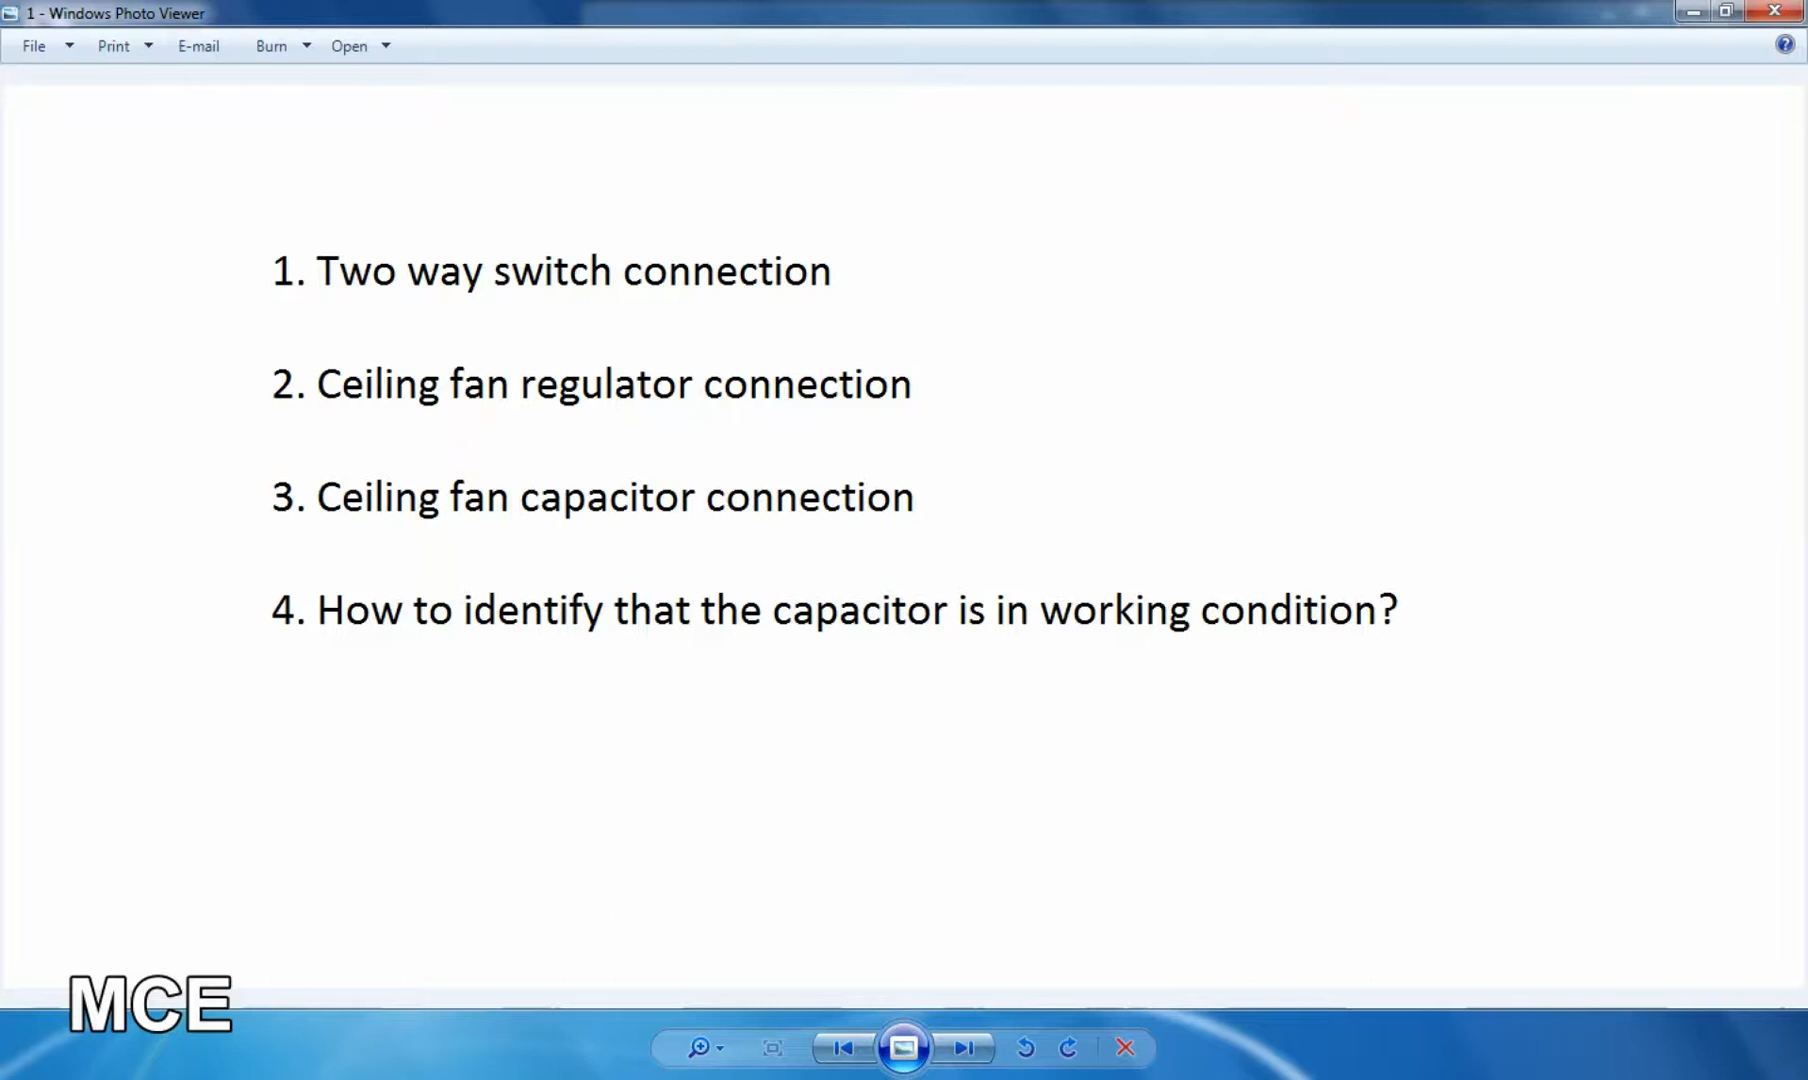 1 - Windows Photo Viewer
File Print E-mail Burn Open
1. Two way switch connection
2. Ceiling fan regulator connection
3. Ceiling fan capacitor connection
4. How to identify that the capacitor is in working condition?
MCE